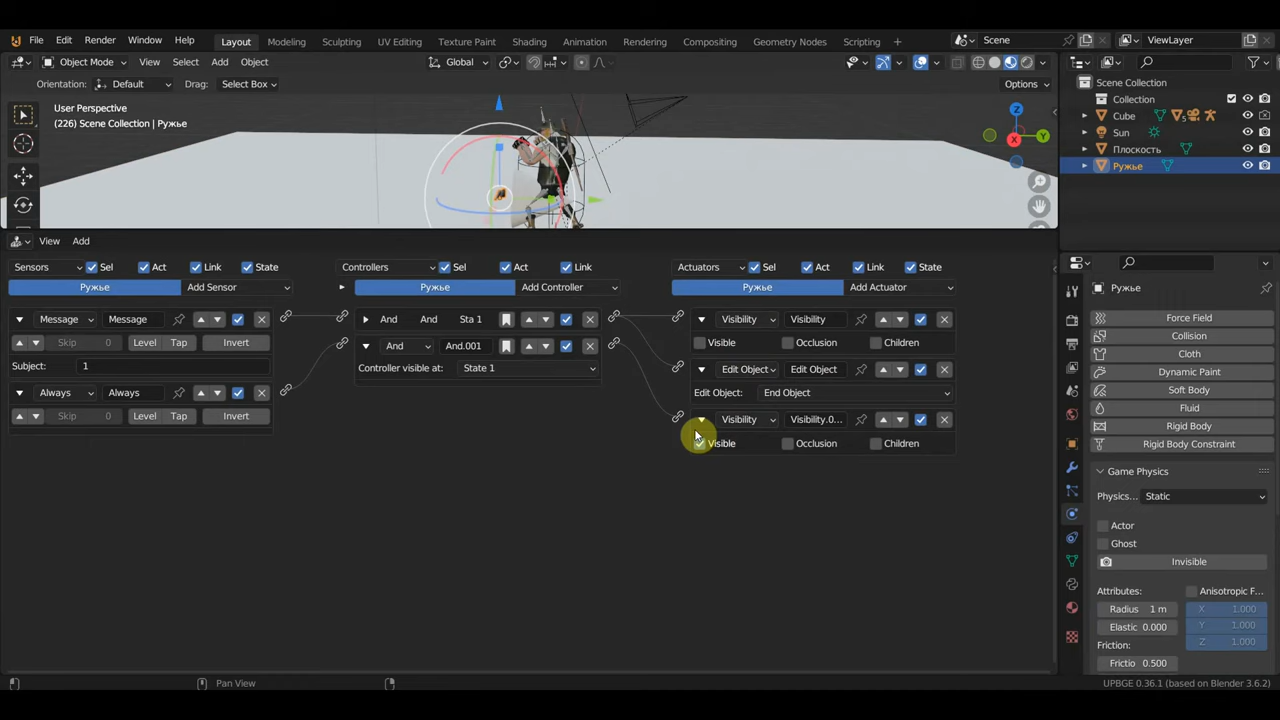 File Edit Render Window Help Layout Modeling Sculpting UV Editing Texture Paint Shading Animation Rendering Compositing Geometry Nodes Scripting + Scene ViewLayer
Object Mode View Select Add Object Global
Orientation: Default Drag: Select Box Options
User Perspective
(226) Scene Collection | Ружье
Z
Y
X
Scene Collection
Collection
Cube 5
Sun
Плоскость
Ружье
View Add
Sensors Sel Act Link State Controllers Sel Act Link Actuators Sel Act Link State
Ружье Add Sensor Ружье Add Controller Ружье Add Actuator
Message Message And And Sta 1 Visibility Visibility
Skip 0 Level Tap Invert And And.001 Visible Occlusion Children
Subject: 1 Controller visible at: State 1 Edit Object Edit Object
Always Always Edit Object: End Object
Skip 0 Level Tap Invert Visibility Visibility.0...
Visible Occlusion Children
Ружье
Force Field
Collision
Cloth
Dynamic Paint
Soft Body
Fluid
Rigid Body
Rigid Body Constraint
Game Physics
Physics... Static
Actor
Ghost
Invisible
Attributes: Anisotropic F...
Radius 1 m X 1.000
Elastic 0.000 Y 1.000
Friction: Z 1.000
Frictio 0.500
Pan View UPBGE 0.36.1 (based on Blender 3.6.2)